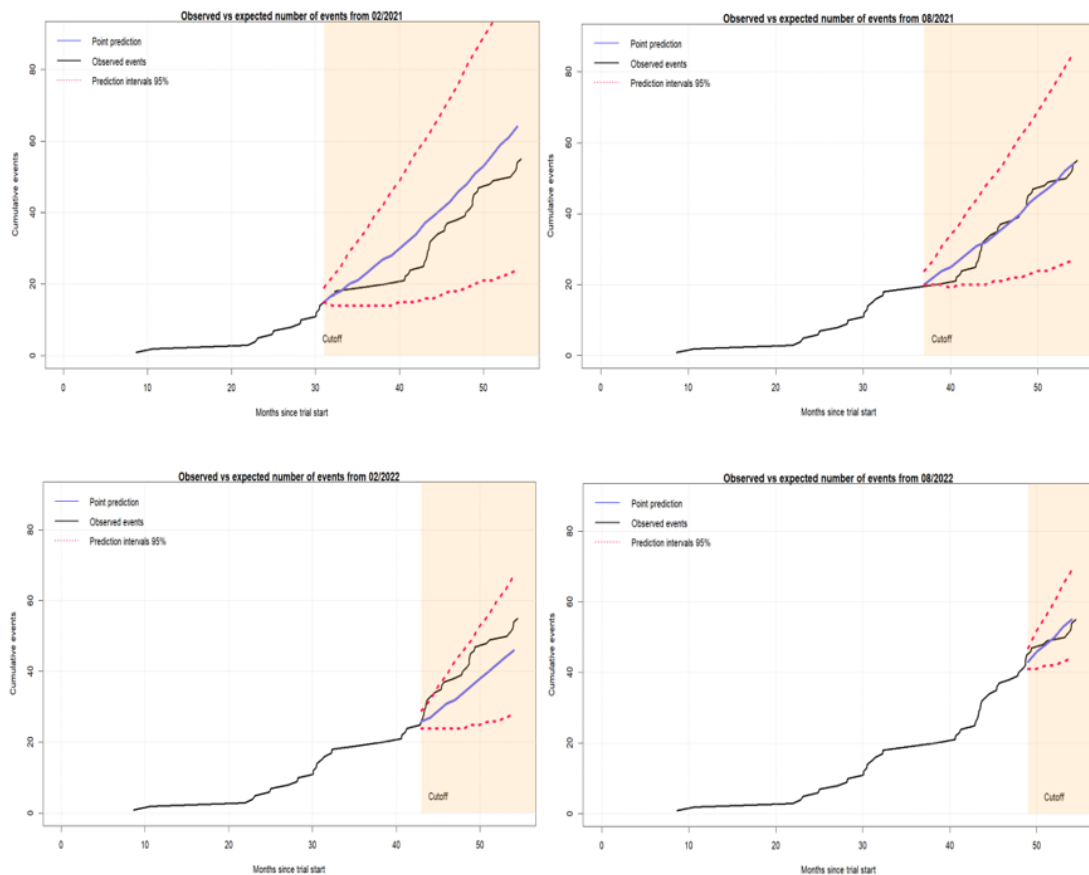 Observed vs expected number of events from 02/2021
Point prediction
Observed events
Prediction intervals 95%
Cumulative events
0 20 40 60 80
Cutoff
0 10 20 30 40 50
Months since trial start
Observed vs expected number of events from 08/2021
Point prediction
Observed events
Prediction intervals 95%
Cumulative events
0 20 40 60 80
Cutoff
0 10 20 30 40 50
Months since trial start
Observed vs expected number of events from 02/2022
Point prediction
Observed events
Prediction intervals 95%
Cumulative events
0 20 40 60 80
Cutoff
0 10 20 30 40 50
Months since trial start
Observed vs expected number of events from 08/2022
Point prediction
Observed events
Prediction intervals 95%
Cumulative events
0 20 40 60 80
Cutoff
0 10 20 30 40 50
Months since trial start